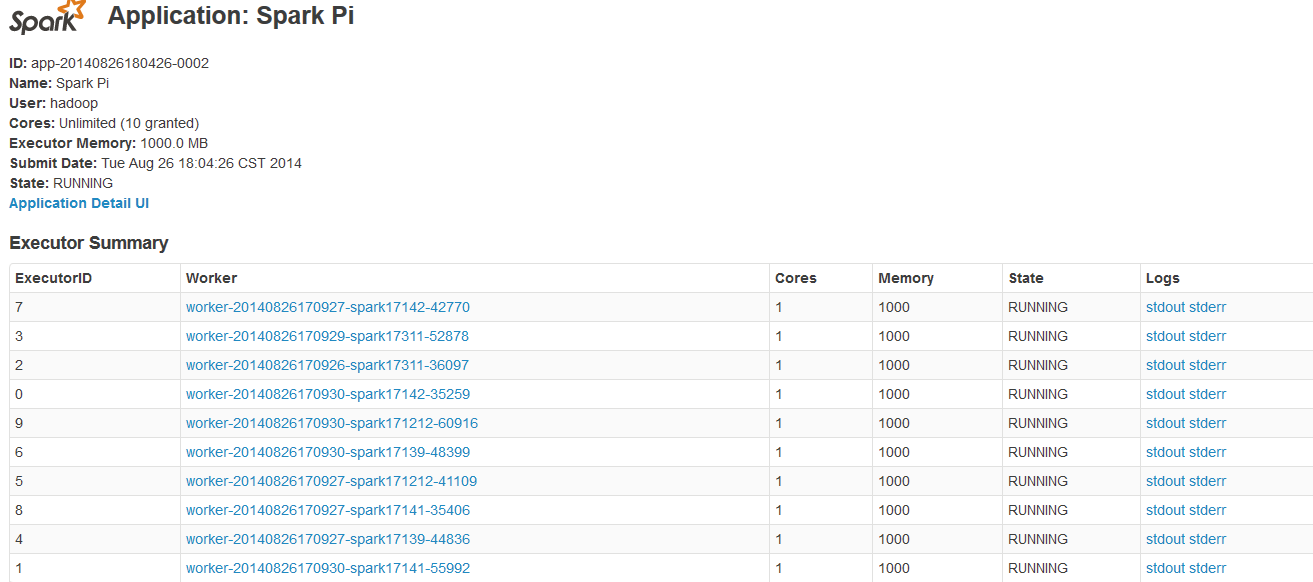 Spark Application: Spark Pi
ID: app-20140826180426-0002
Name: Spark Pi
User: hadoop
Cores: Unlimited (10 granted)
Executor Memory: 1000.0 MB
Submit Date: Tue Aug 26 18:04:26 CST 2014
State: RUNNING
Application Detail UI
Executor Summary
ExecutorID Worker Cores Memory State Logs
7 worker-20140826170927-spark17142-42770 1 1000 RUNNING stdout stderr
3 worker-20140826170929-spark17311-52878 1 1000 RUNNING stdout stderr
2 worker-20140826170926-spark17311-36097 1 1000 RUNNING stdout stderr
0 worker-20140826170930-spark17142-35259 1 1000 RUNNING stdout stderr
9 worker-20140826170930-spark171212-60916 1 1000 RUNNING stdout stderr
6 worker-20140826170930-spark17139-48399 1 1000 RUNNING stdout stderr
5 worker-20140826170927-spark171212-41109 1 1000 RUNNING stdout stderr
8 worker-20140826170927-spark17141-35406 1 1000 RUNNING stdout stderr
4 worker-20140826170927-spark17139-44836 1 1000 RUNNING stdout stderr
1 worker-20140826170930-spark17141-55992 1 1000 RUNNING stdout stderr